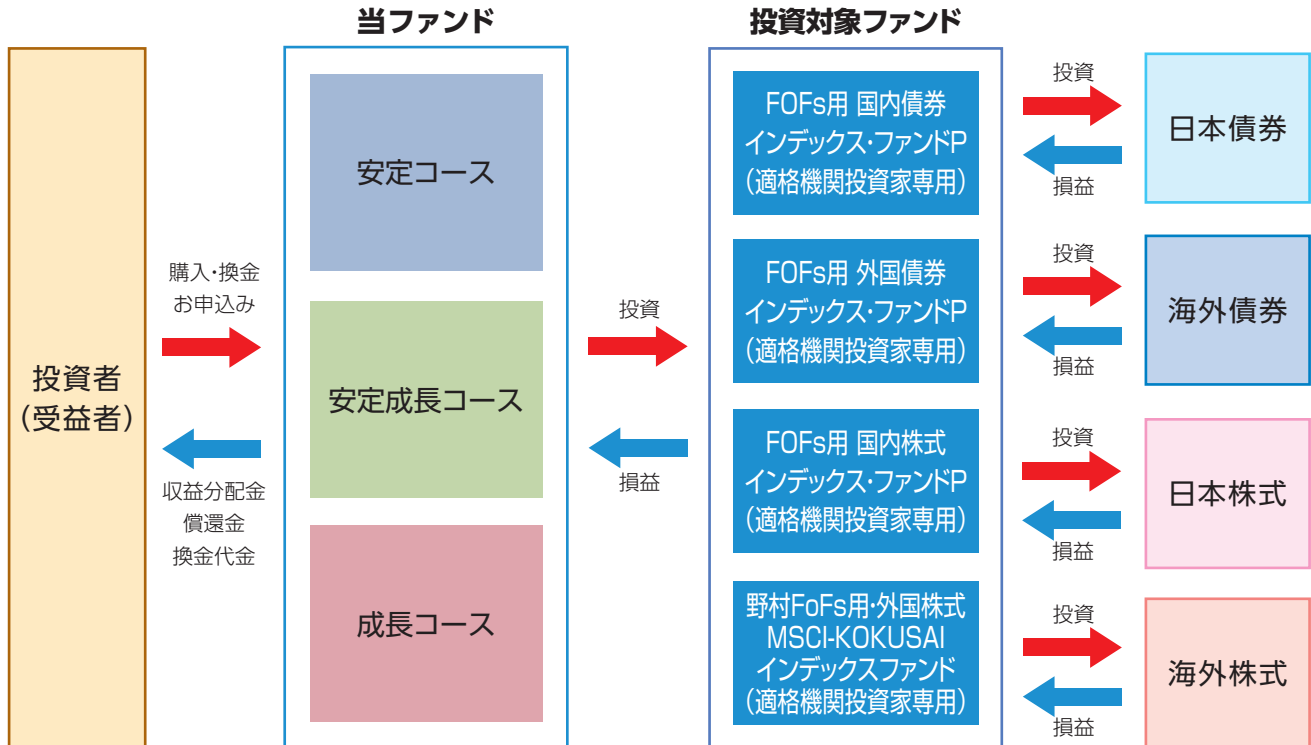 当ファンド
投資対象ファンド
投資者
（受益者）
購入・換金
お申込み
収益分配金
償還金
換金代金
安定コース
安定成長コース
成長コース
投資
損益
FOFs用 国内債券
インデックス・ファンドP
（適格機関投資家専用）
FOFs用 外国債券
インデックス・ファンドP
（適格機関投資家専用）
FOFs用 国内株式
インデックス・ファンドP
（適格機関投資家専用）
野村FoFs用・外国株式
MSCI-KOKUSAI
インデックスファンド
（適格機関投資家専用）
投資
損益
日本債券
投資
損益
海外債券
投資
損益
日本株式
投資
損益
海外株式